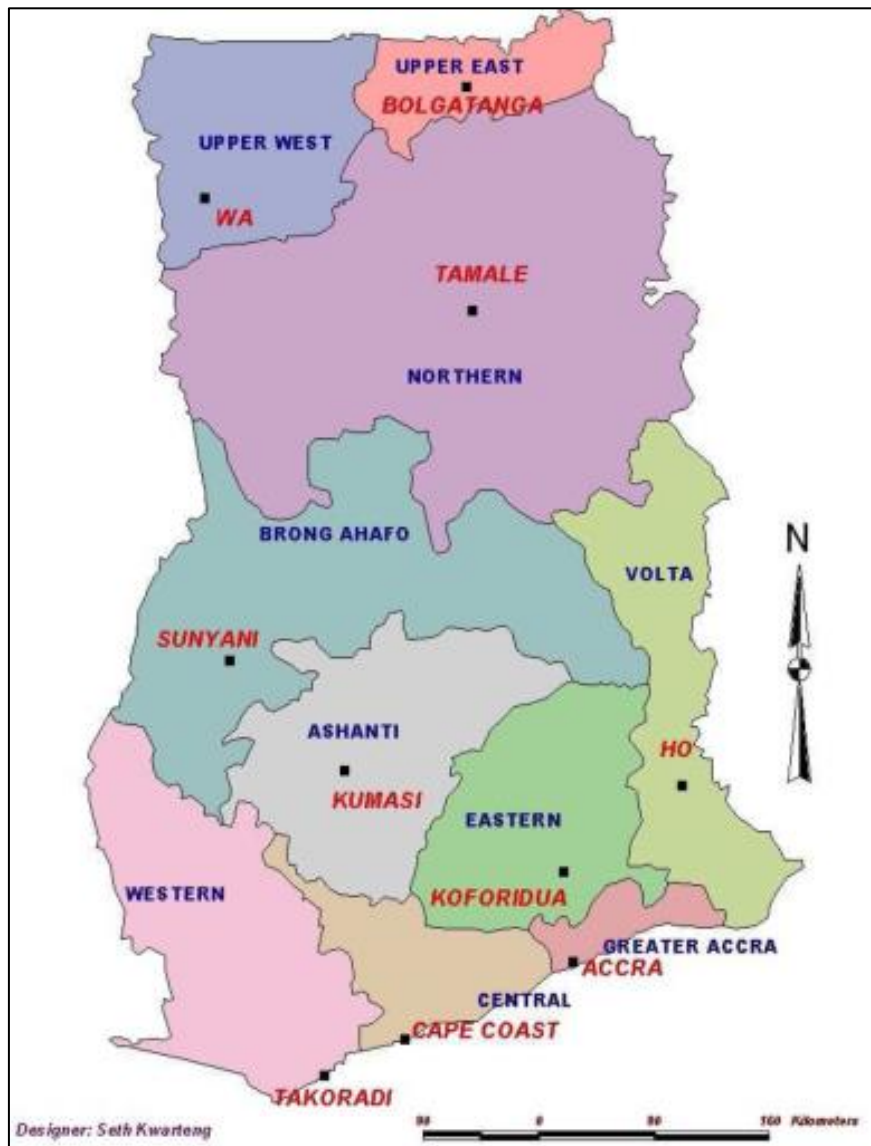 UPPER EAST
BOLGATANGA
UPPER WEST
WA
TAMALE
NORTHERN
BRONG AHAFO
VOLTA
N
SUNYANI
ASHANTI
HO
KUMASI
EASTERN
WESTERN
KOFORIDUA
GREATER ACCRA
ACCRA
CENTRAL
CAPE COAST
TAKORADI
Designer: Seth Kwarteng
0 Kilometers